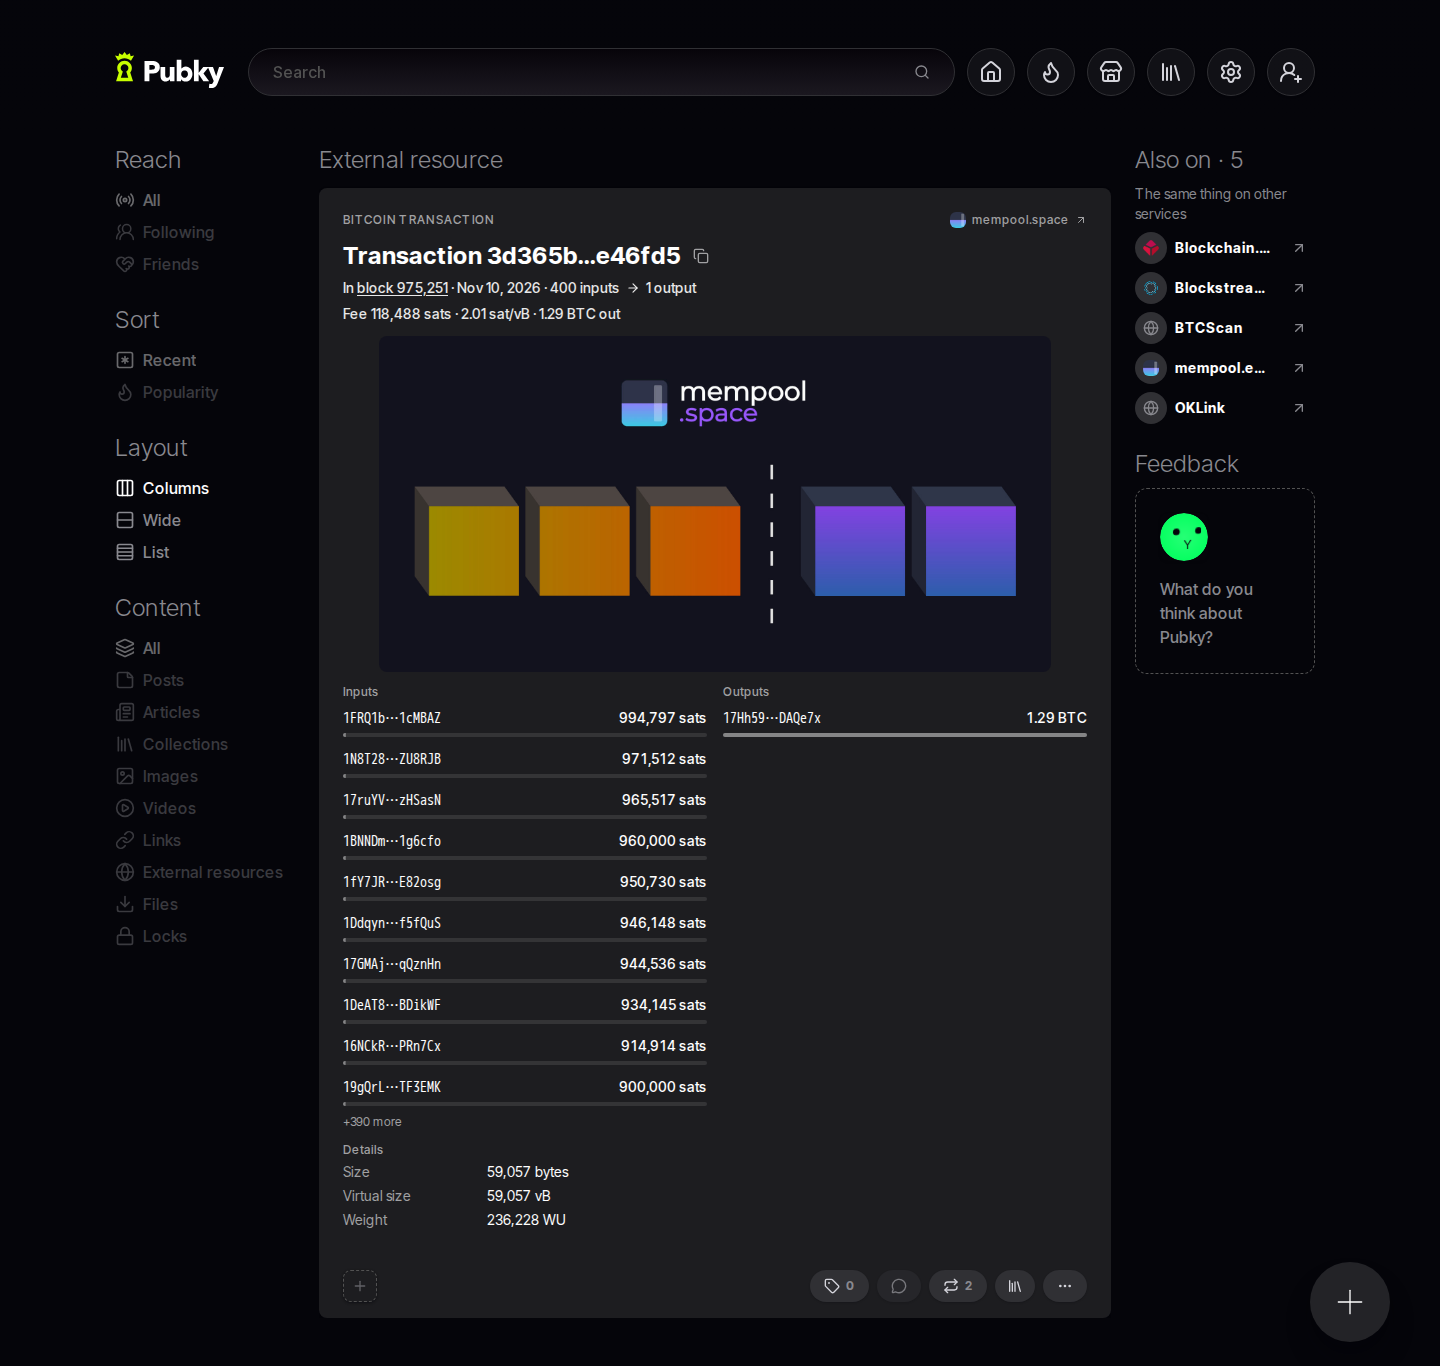 Pubky
Search
Reach
All
Following
Friends
Sort
Recent
Popularity
Layout
Columns
Wide
List
Content
All
Posts
Articles
Collections
Images
Videos
Links
External resources
Files
Locks
External resource
BITCOIN TRANSACTION
mempool.space
Transaction 3d365b...e46fd5
In block 975,251 · Nov 10, 2026 · 400 inputs → 1 output
Fee 118,488 sats · 2.01 sat/vB · 1.29 BTC out
mempool
.space
Inputs
1FRQ1b···1cMBAZ 994,797 sats
1N8T28···ZU8RJB 971,512 sats
17ruYV···zHSasN 965,517 sats
1BNNDm···1g6cfo 960,000 sats
1fY7JR···E82osg 950,730 sats
1Ddqyn···f5fQuS 946,148 sats
17GMAj···qQznHn 944,536 sats
1DeAT8···BDikWF 934,145 sats
16NCkR···PRn7Cx 914,914 sats
19gQrL···TF3EMK 900,000 sats
+390 more
Outputs
17Hh59···DAQe7x 1.29 BTC
Details
Size 59,057 bytes
Virtual size 59,057 vB
Weight 236,228 WU
0
2
Also on · 5
The same thing on other
services
Blockchain....
Blockstrea...
BTCScan
mempool.e...
OKLink
Feedback
What do you
think about
Pubky?